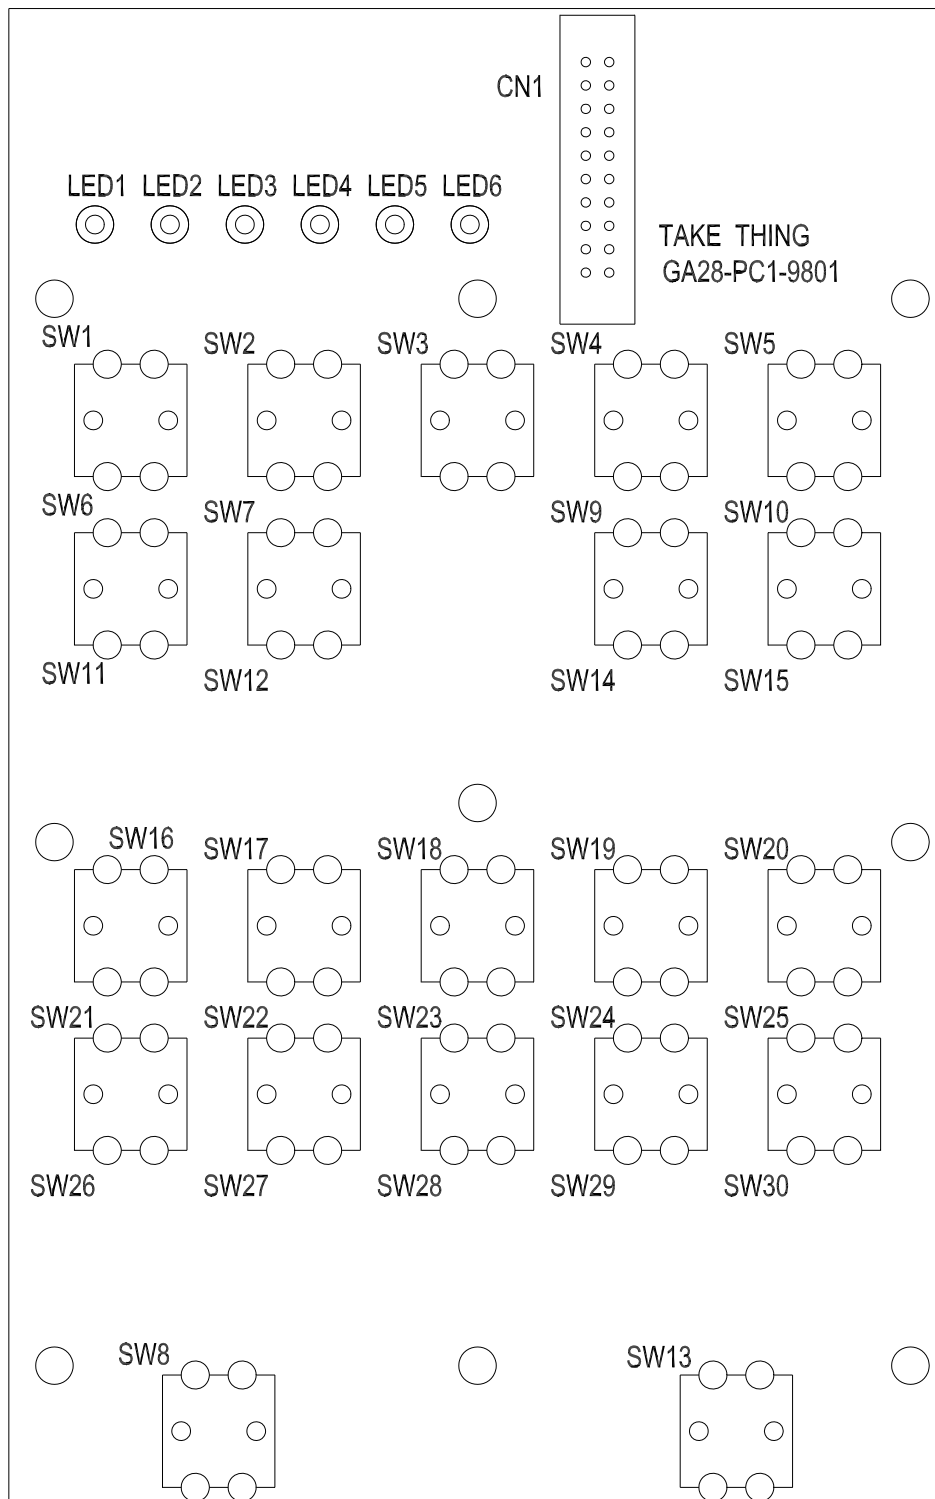 CN1
LED1 LED2 LED3 LED4 LED5 LED6
TAKE THING
GA28-PC1-9801
SW1 SW2 SW3 SW4 SW5
SW6 SW7 SW9 SW10
SW11 SW12 SW14 SW15
SW16 SW17 SW18 SW19 SW20
SW21 SW22 SW23 SW24 SW25
SW26 SW27 SW28 SW29 SW30
SW8 SW13